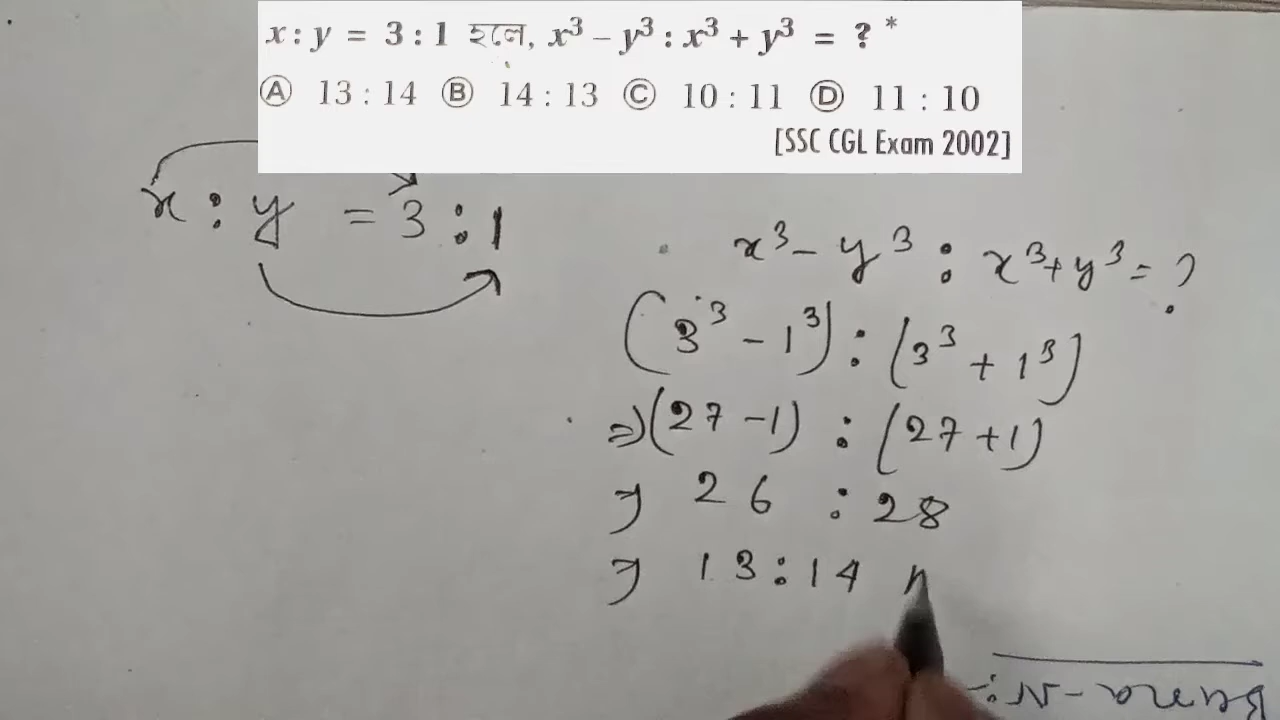 x : y = 3 : 1 হলে, x³ – y³ : x³ + y³ = ? *
Ⓐ 13 : 14 Ⓑ 14 : 13 Ⓒ 10 : 11 Ⓓ 11 : 10
[SSC CGL Exam 2002]
x : y = 3 : 1
x³ - y³ : x³ + y³ = ?
(3³ - 1³) : (3³ + 1³)
⇒ (27 - 1) : (27 + 1)
⇒ 26 : 28
⇒ 13 : 14